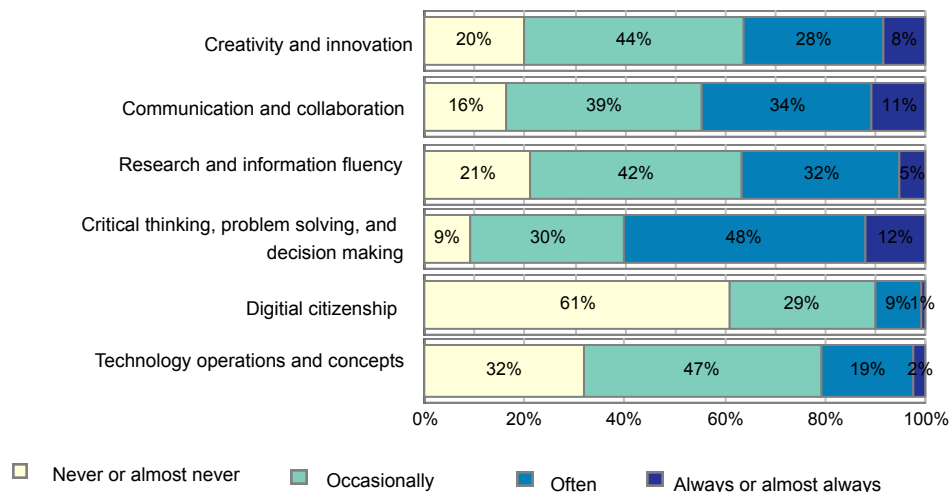 Creativity and innovation 20% 44% 28% 8%
Communication and collaboration 16% 39% 34% 11%
Research and information fluency 21% 42% 32% 5%
Critical thinking, problem solving, and
decision making 9% 30% 48% 12%
Digitial citizenship 61% 29% 9% 1%
Technology operations and concepts 32% 47% 19% 2%
0% 20% 40% 60% 80% 100%
Never or almost never Occasionally Often Always or almost always